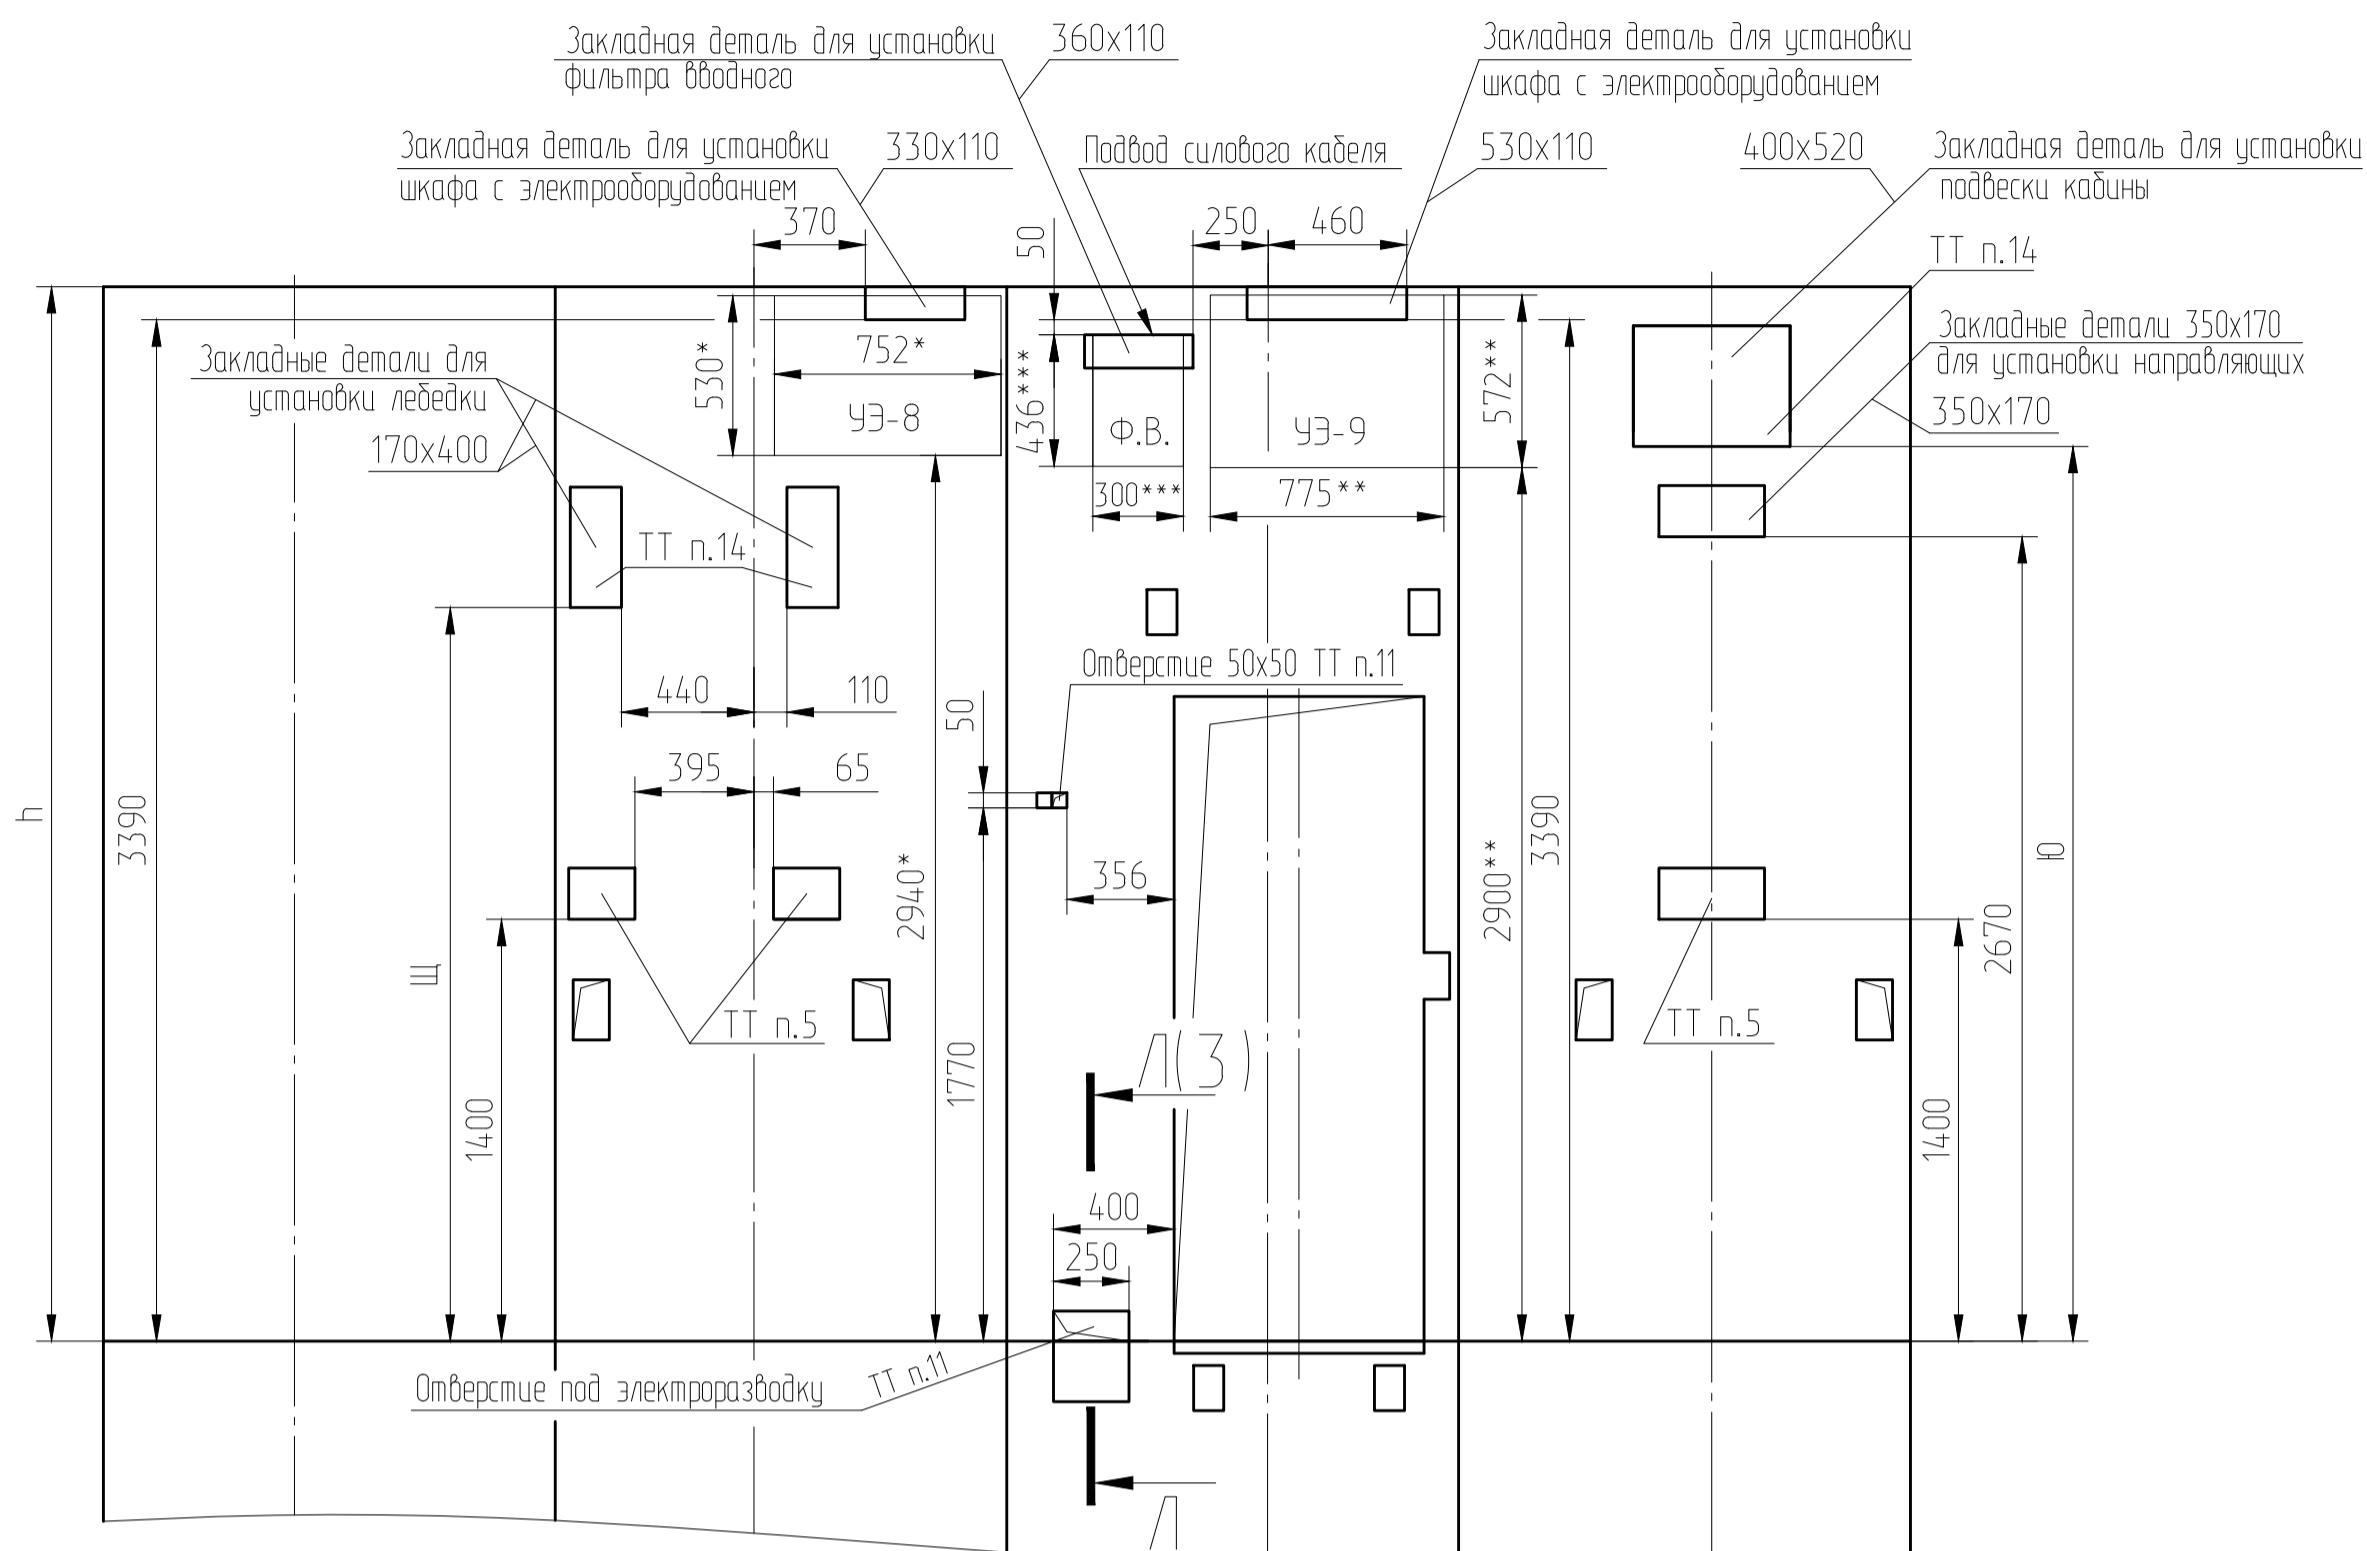 Закладная деталь для установки
фильтра вводного
360х110
Закладная деталь для установки
шкафа с электрооборудованием
Закладная деталь для установки
шкафа с электрооборудованием
330х110
Подвод силового кабеля
530х110
400х520
Закладная деталь для установки
подвески кабины
370
50
250
460
ТТ п.14
Закладные детали 350х170
для установки направляющих
350х170
Закладные детали для
установки лебедки
170х400
530*
752*
УЭ-8
436****
Ф.В.
300***
УЭ-9
775**
572**
ТТ п.14
440
110
395
65
Отверстие 50х50 ТТ п.11
50
356
h
3390
Щ
1400
2940*
1770
2900**
3390
Ю
2670
1400
ТТ п.5
ТТ п.5
Л(З)
400
250
Отверстие под электроразводку
ТТ п.11
Л